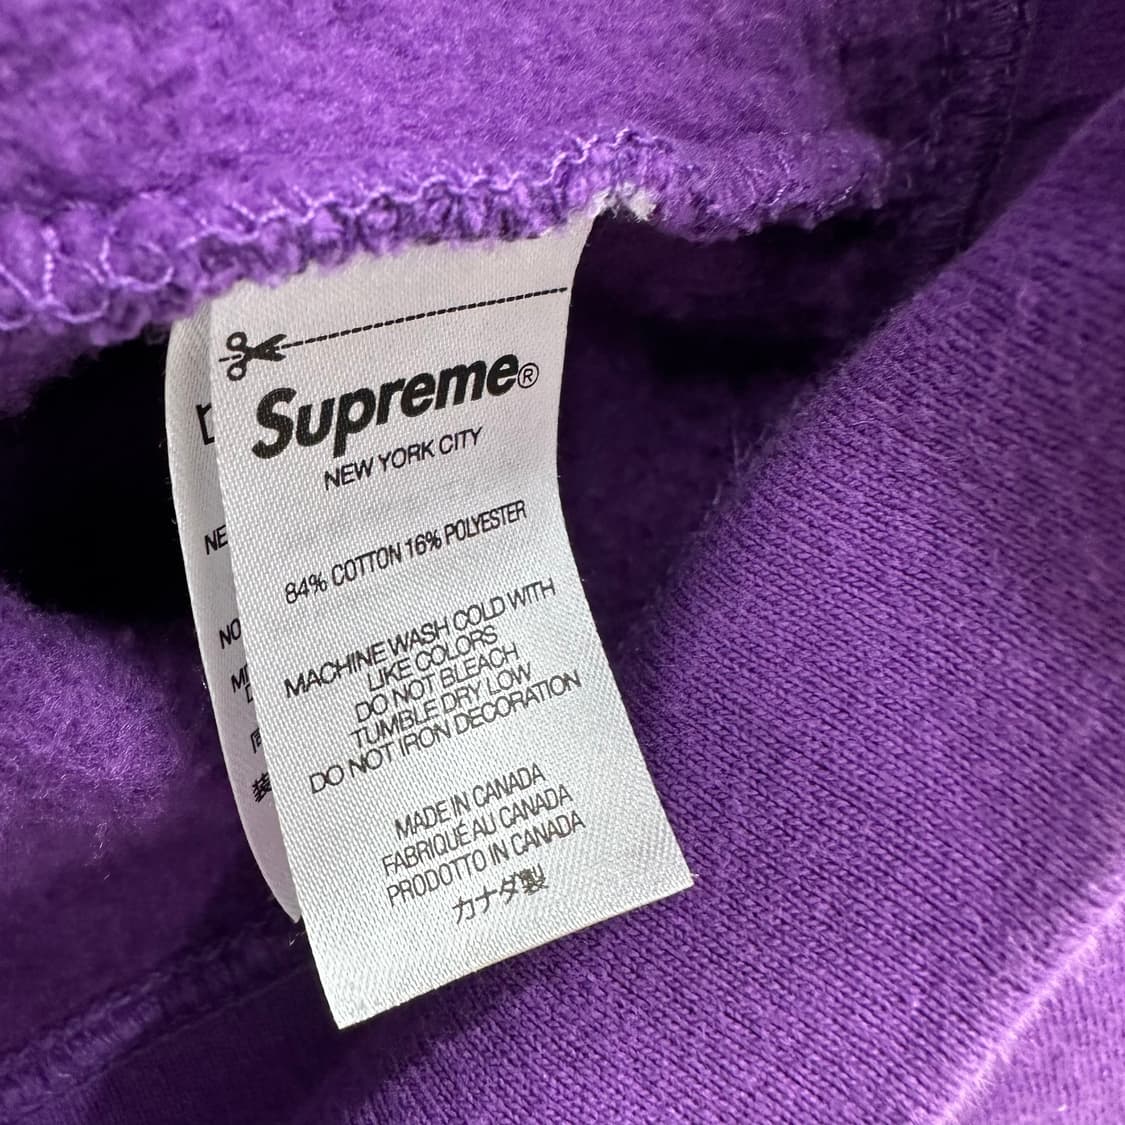 Supreme®
NEW YORK CITY
84% COTTON 16% POLYESTER
MACHINE WASH COLD WITH
LIKE COLORS
DO NOT BLEACH
TUMBLE DRY LOW
DO NOT IRON DECORATION
MADE IN CANADA
FABRIQUÉ AU CANADA
PRODOTTO IN CANADA
カナダ製